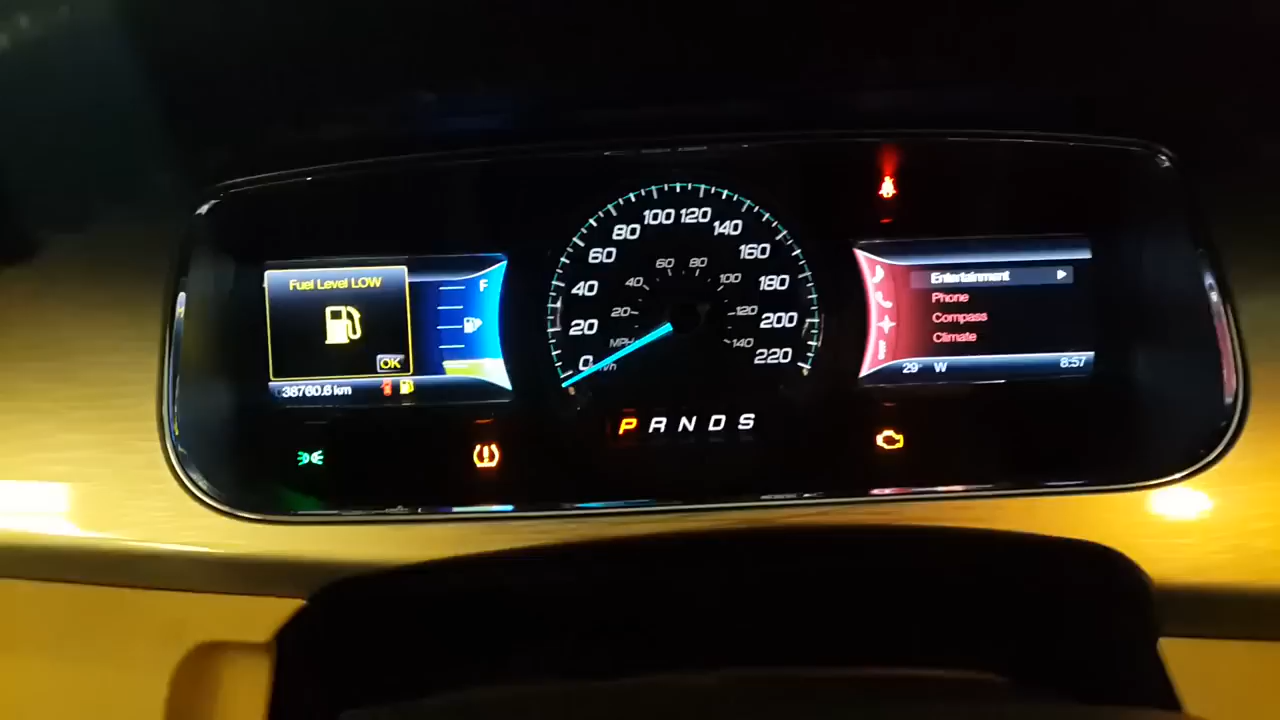 Fuel Level LOW
OK
38760.6 km
F
0
20
40
60
80
100
120
140
160
180
200
220
20
40
60
80
100
120
140
MPH
P R N D S
Entertainment
Phone
Compass
Climate
29° W 8:57